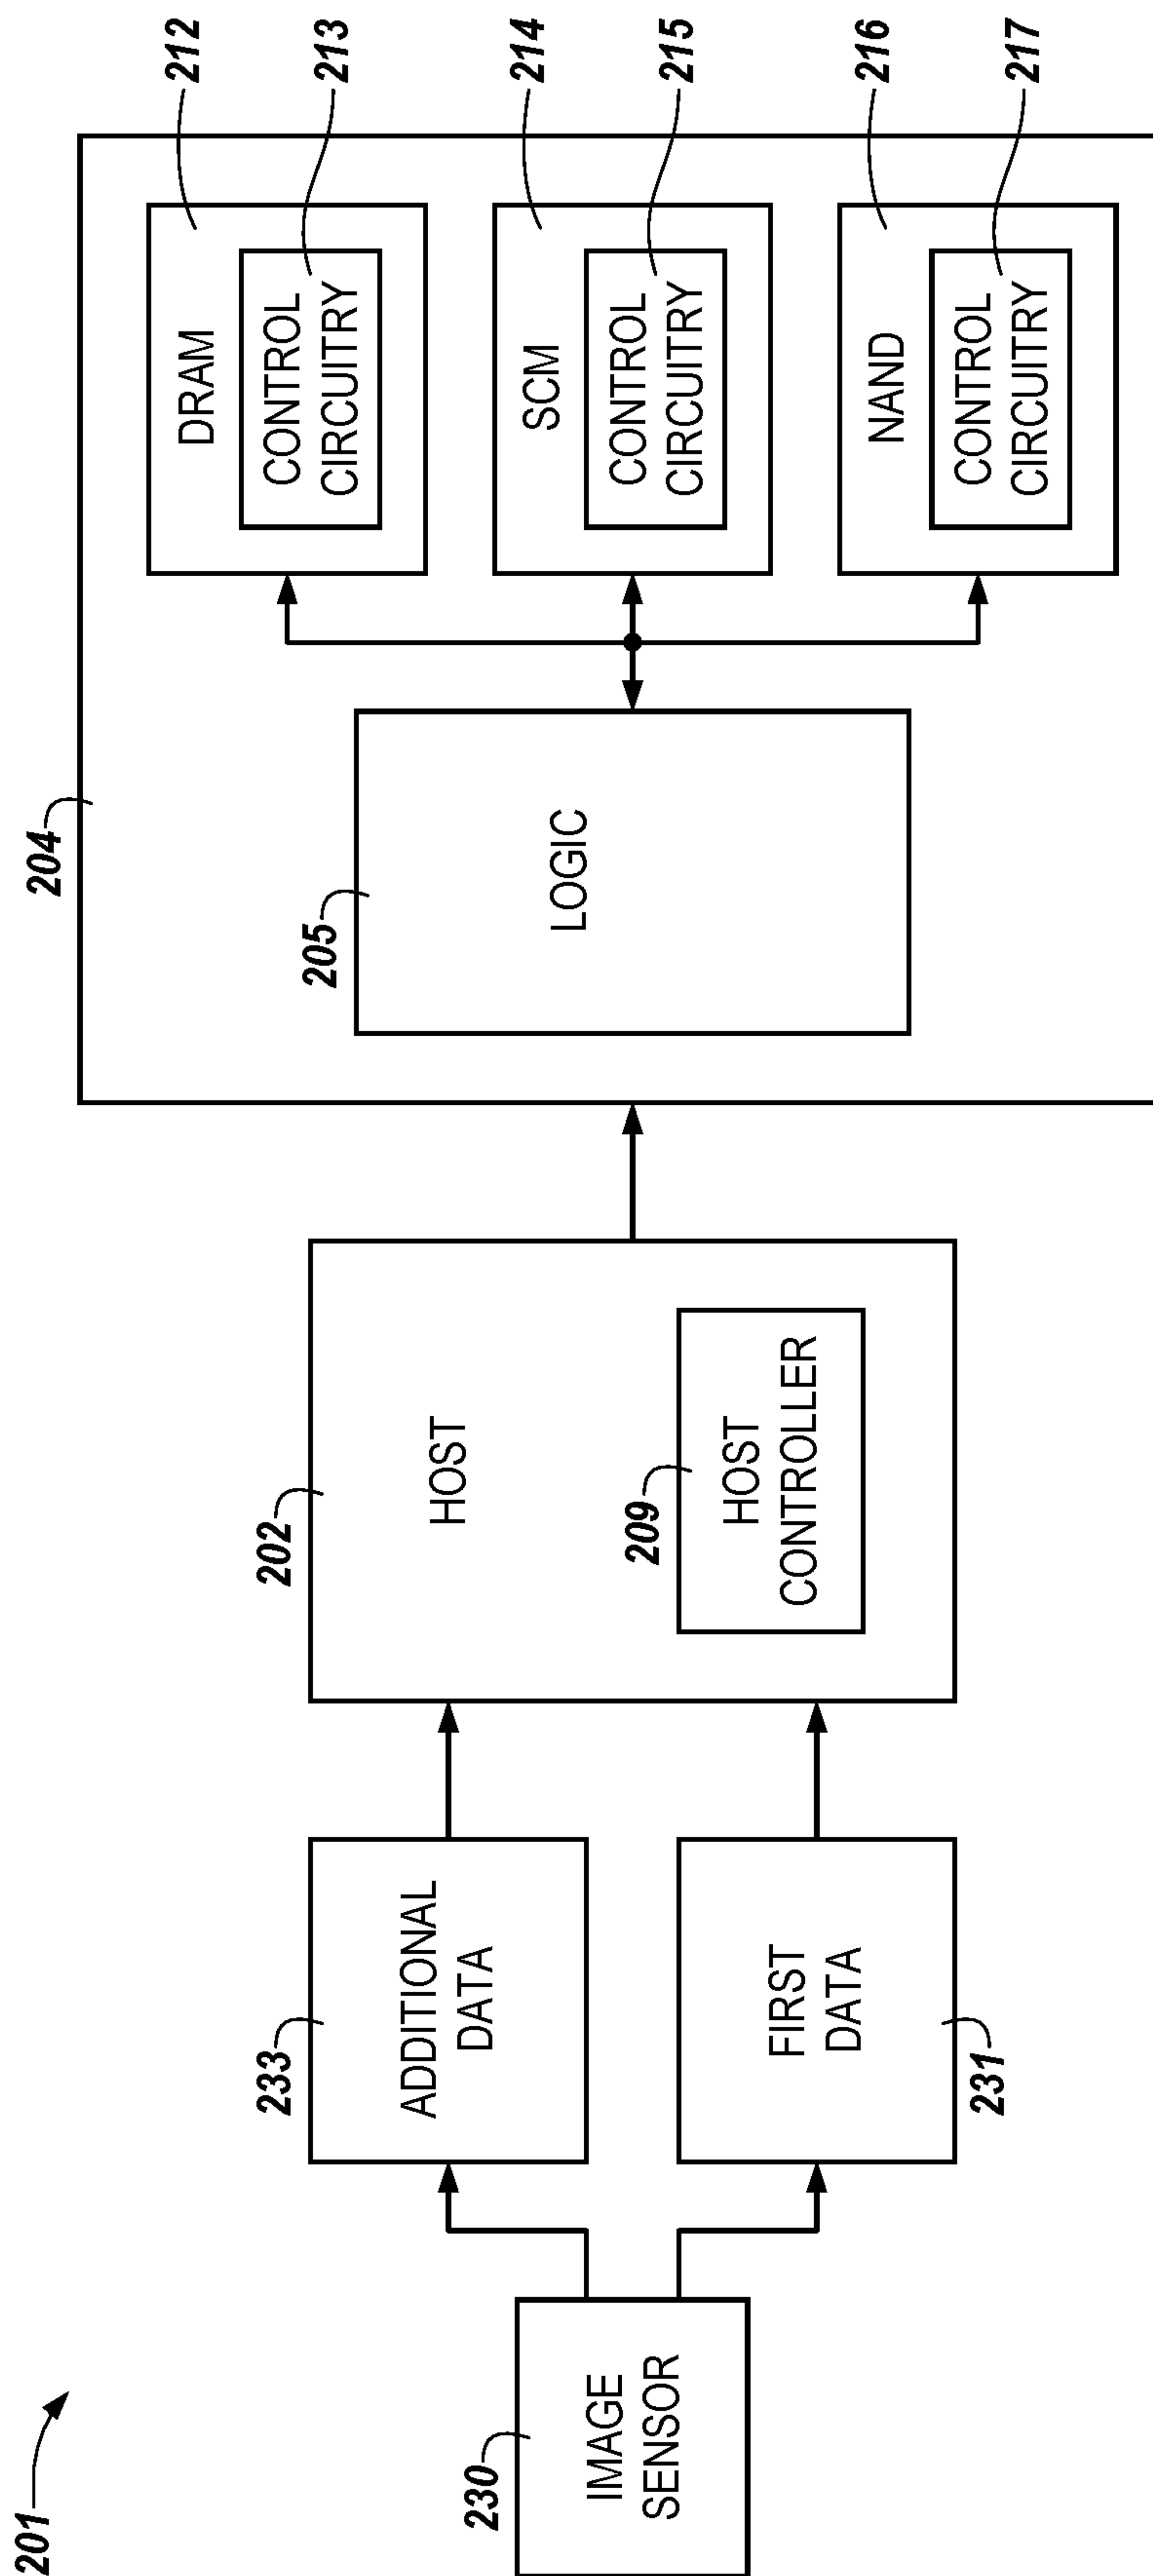 201
204
212
DRAM
213
CONTROL
CIRCUITRY
205
LOGIC
214
SCM
215
CONTROL
CIRCUITRY
216
NAND
217
CONTROL
CIRCUITRY
202
HOST
209
HOST
CONTROLLER
233
ADDITIONAL
DATA
FIRST
DATA
231
230
IMAGE
SENSOR